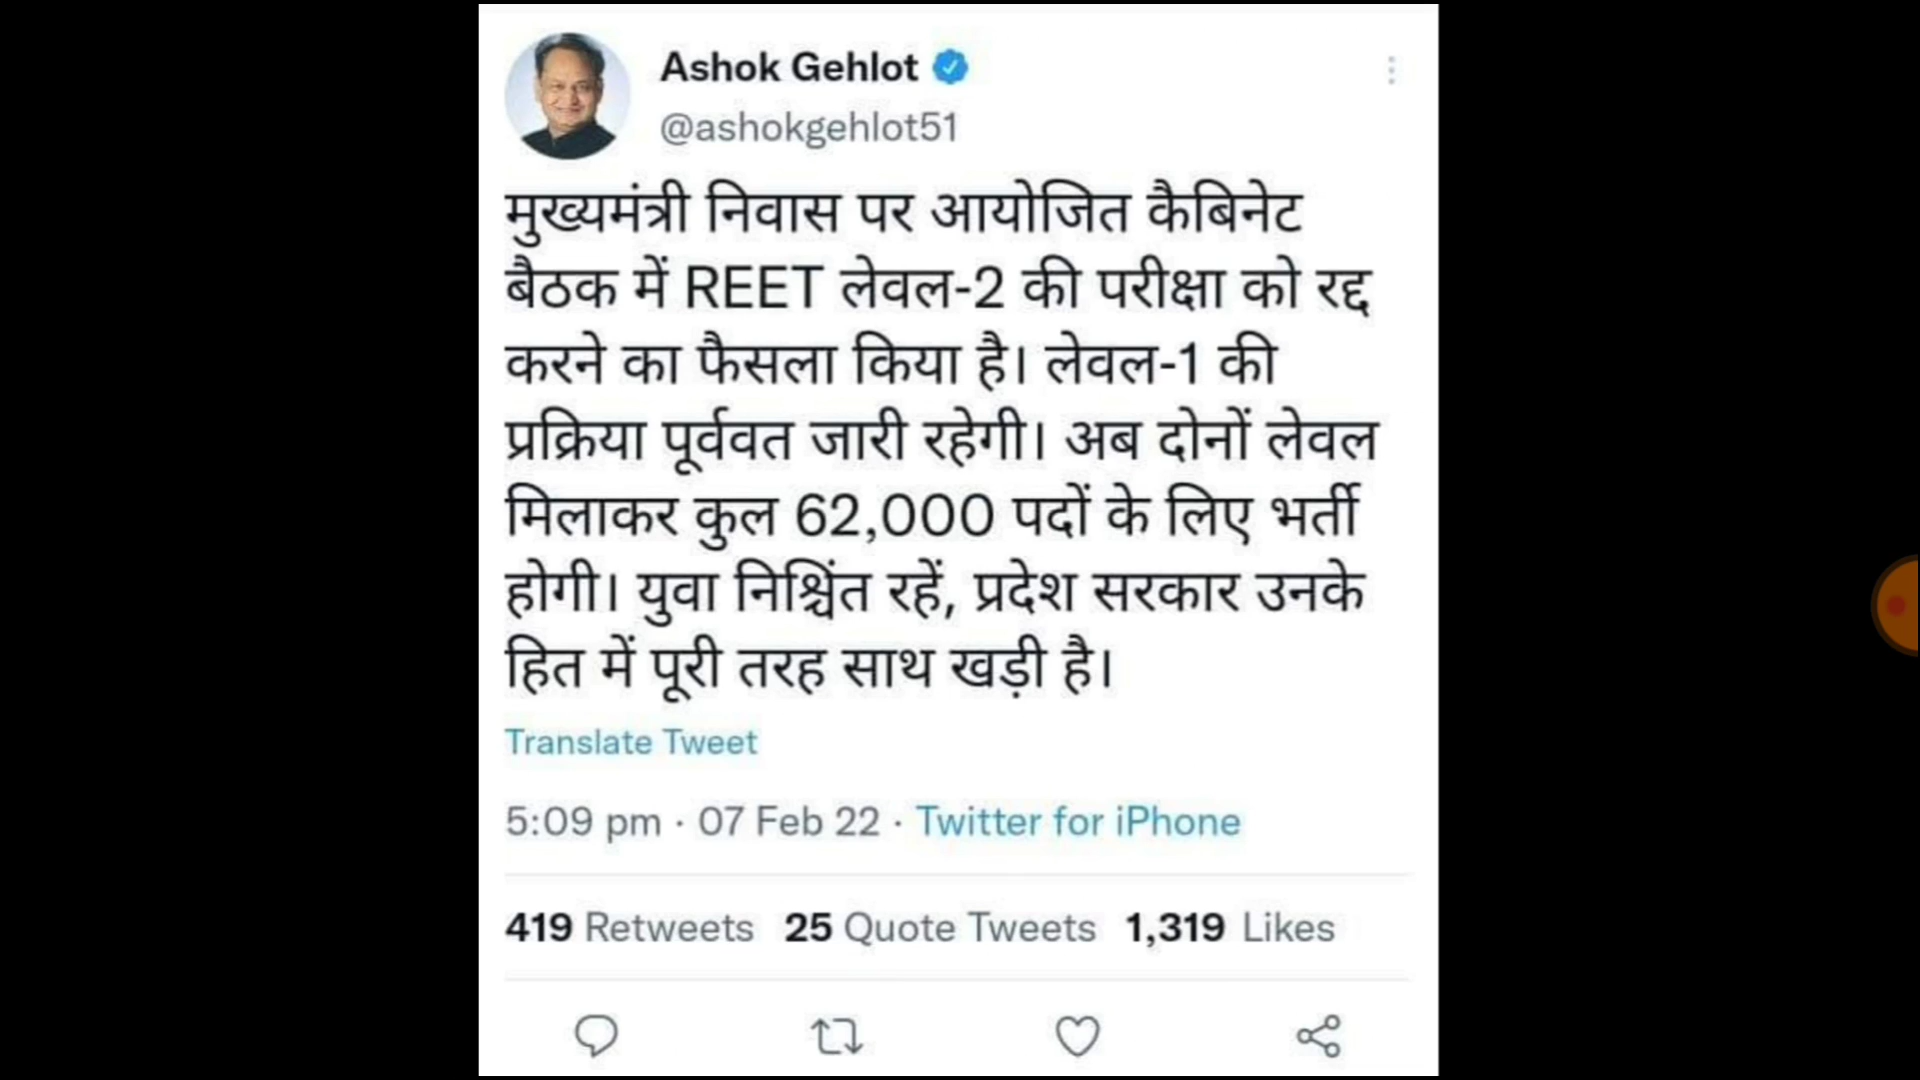 Ashok Gehlot
@ashokgehlot51
मुख्यमंत्री निवास पर आयोजित कैबिनेट
बैठक में REET लेवल-2 की परीक्षा को रद्द
करने का फैसला किया है। लेवल-1 की
प्रक्रिया पूर्ववत जारी रहेगी। अब दोनों लेवल
मिलाकर कुल 62,000 पदों के लिए भर्ती
होगी। युवा निश्चिंत रहें, प्रदेश सरकार उनके
हित में पूरी तरह साथ खड़ी है।
Translate Tweet
5:09 pm · 07 Feb 22 · Twitter for iPhone
419 Retweets 25 Quote Tweets 1,319 Likes